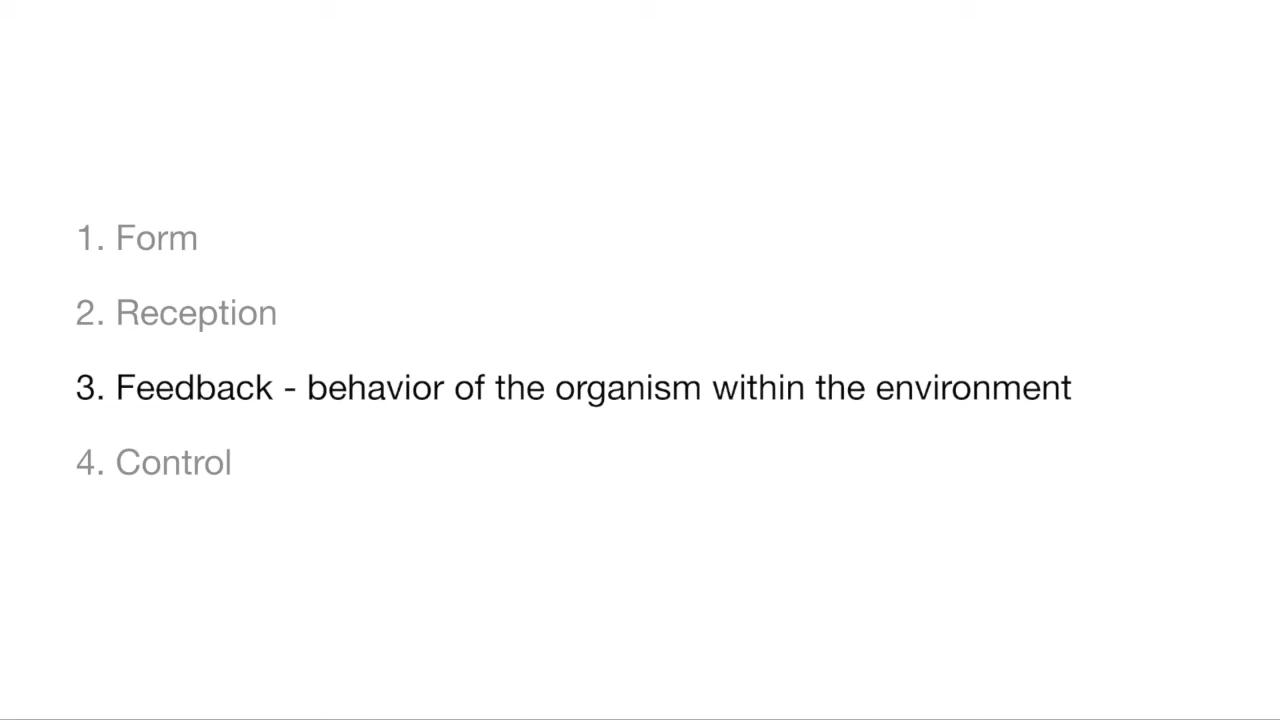 1. Form
2. Reception
3. Feedback - behavior of the organism within the environment
4. Control